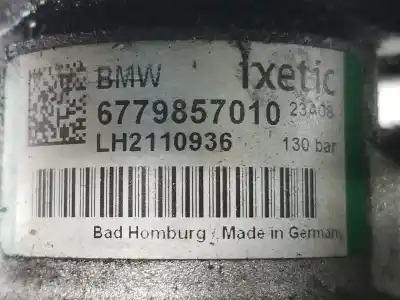 BMW Ixetic
6779857010 23A08
LH2110936 130 bar
Bad Homburg Made in Germany